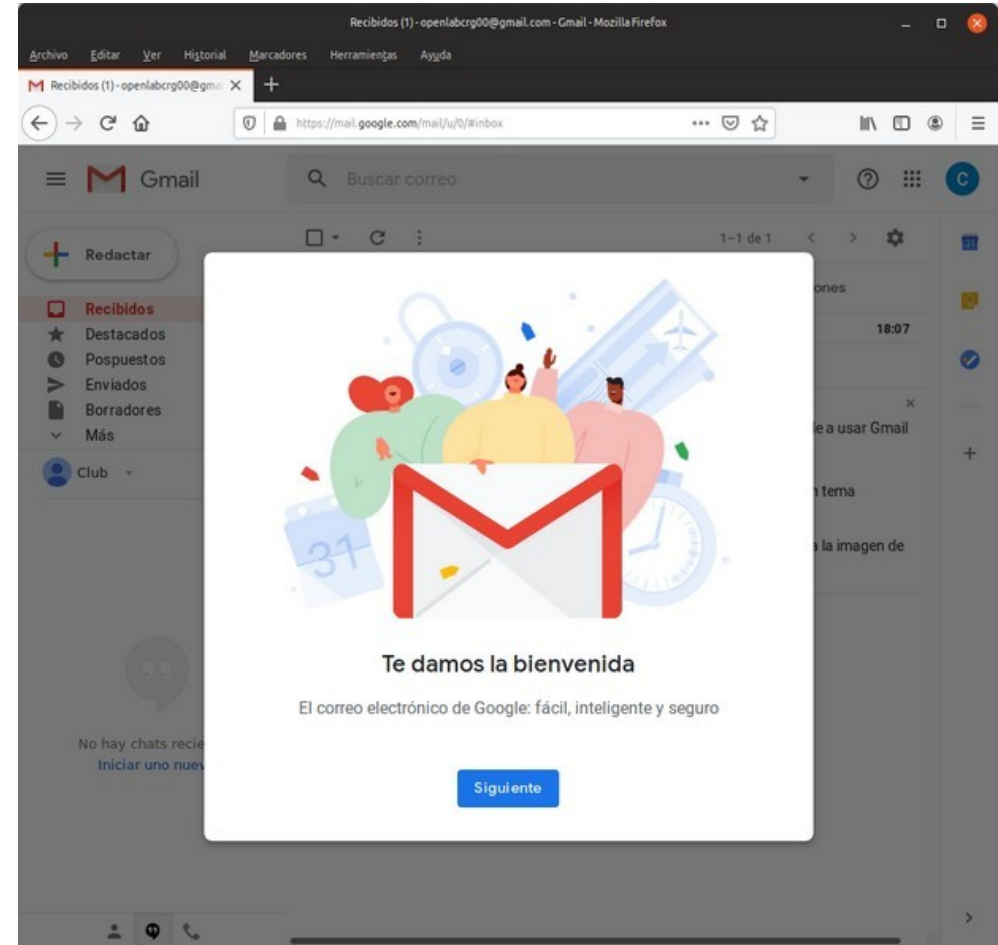 Recibidos (1) - openlabcrg00@gmail.com - Gmail - Mozilla Firefox
Archivo Editar Ver Historial Marcadores Herramientas Ayuda
Recibidos (1) - openlabcrg00@gma
https://mail.google.com/mail/u/0/#inbox
Gmail
Buscar correo
C
Redactar
1–1 de 1
31
ones
Recibidos
18:07
Destacados
Pospuestos
Enviados
Borradores
Más
le a usar Gmail
Club
tema
31
a la imagen de
Te damos la bienvenida
El correo electrónico de Google: fácil, inteligente y seguro
No hay chats recie
Iniciar uno nuev
Siguiente